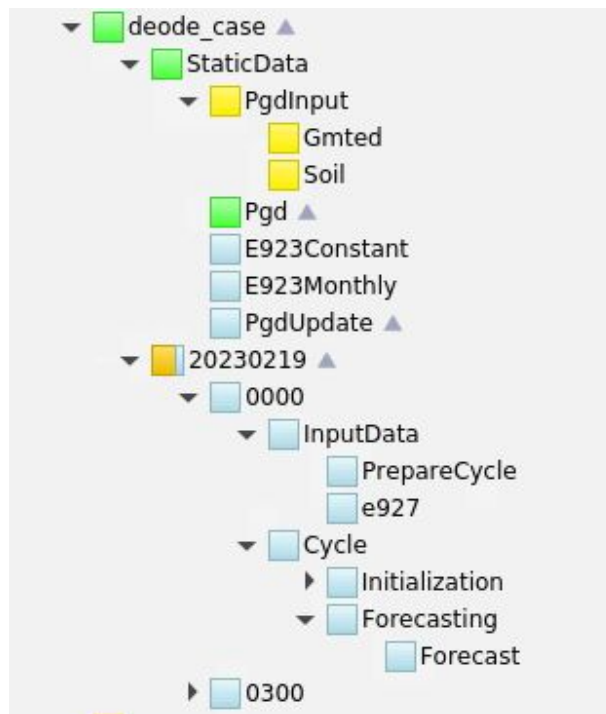 deode_case
StaticData
PgdInput
Gmted
Soil
Pgd
E923Constant
E923Monthly
PgdUpdate
20230219
0000
InputData
PrepareCycle
e927
Cycle
Initialization
Forecasting
Forecast
0300